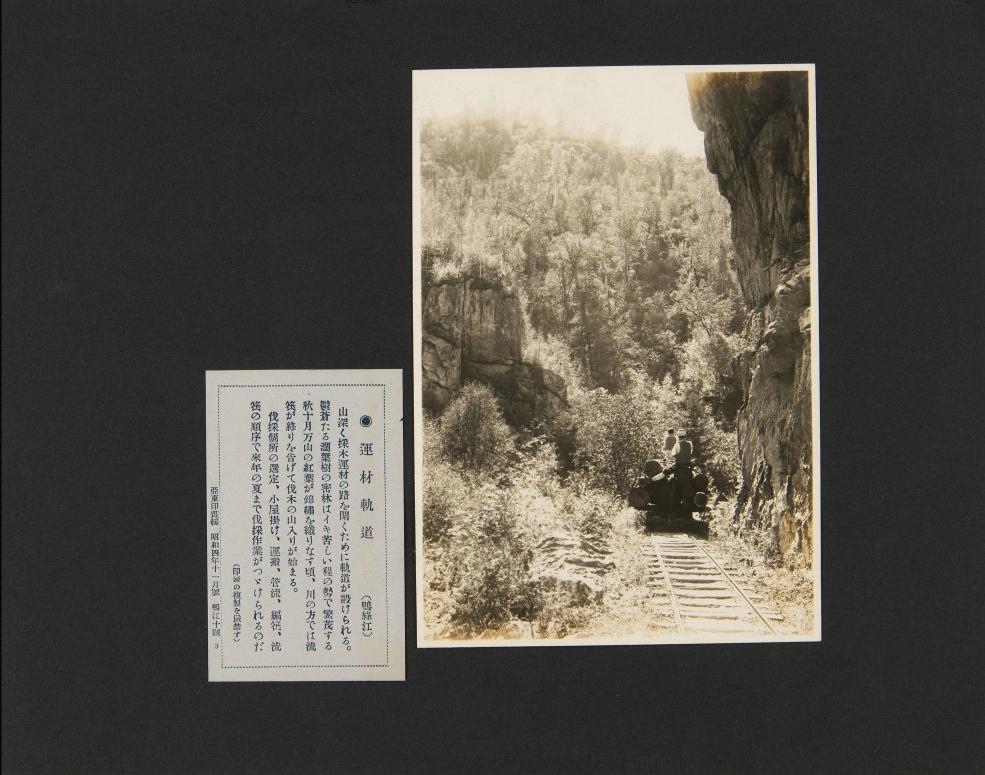 ◉運材軌道
(鴨綠江)
山深く採木運材の路を開くために軌道が設けられる。
鬱蒼たる濶葉樹の密林はイキ苦しい程の勢で繁茂する
秋十月万山の紅葉が錦繡を織りなす頃、川の方では流
筏が終りを告げて伐木の山入りが始まる。
伐採個所の選定、小屋掛け、運搬、管流、編筏、流
筏の順序で來年の夏まで伐採作業がつゞけられるのだ
(印畫の複製を嚴禁す)
亞東印畫輯 昭和四年十一月號 鴨江十題 3